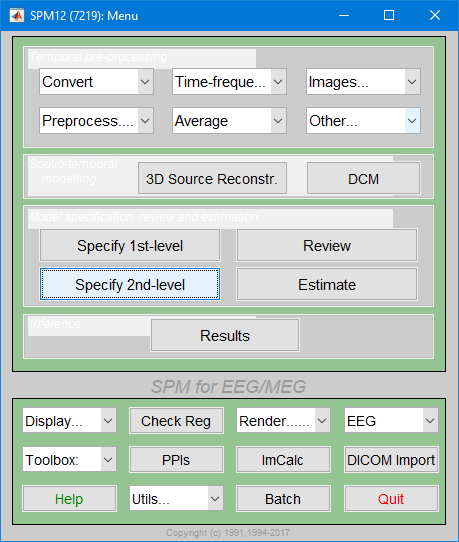 SPM12 (7219): Menu
Temporal pre-processing
Convert Time-freque... Images...
Preprocess.... Average Other...
Spatio-temporal
modelling
3D Source Reconstr. DCM
Model specification, review and estimation
Specify 1st-level Review
Specify 2nd-level Estimate
Inference
Results
SPM for EEG/MEG
Display... Check Reg Render...... EEG
Toolbox: PPIs ImCalc DICOM Import
Help Utils... Batch Quit
Copyright (c) 1991,1994-2017